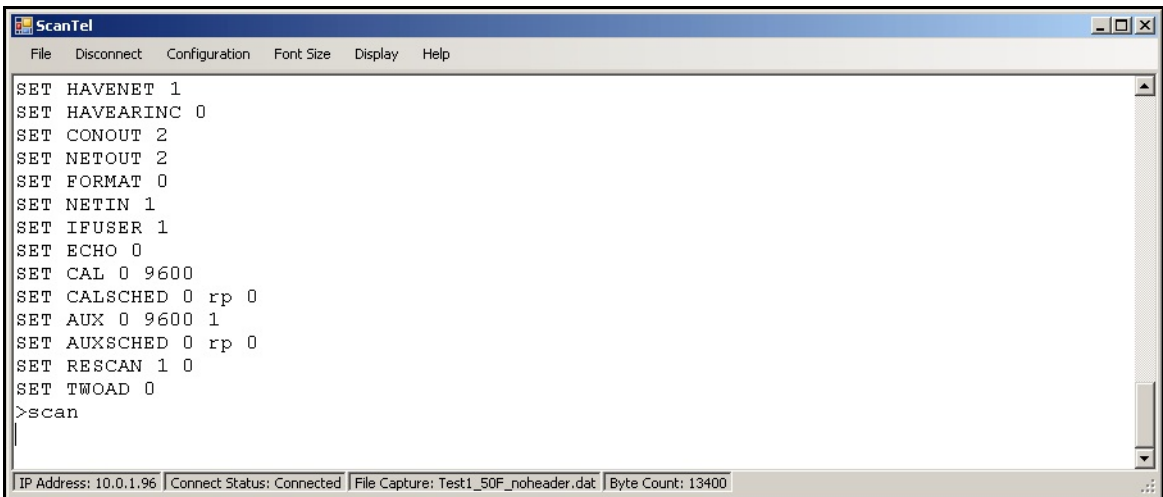 ScanTel
File Disconnect Configuration Font Size Display Help
SET HAVENET 1
SET HAVEARINC 0
SET CONOUT 2
SET NETOUT 2
SET FORMAT 0
SET NETIN 1
SET IFUSER 1
SET ECHO 0
SET CAL 0 9600
SET CALSCHED 0 rp 0
SET AUX 0 9600 1
SET AUXSCHED 0 rp 0
SET RESCAN 1 0
SET TWOAD 0
>scan
IP Address: 10.0.1.96 Connect Status: Connected File Capture: Test1_50F_noheader.dat Byte Count: 13400